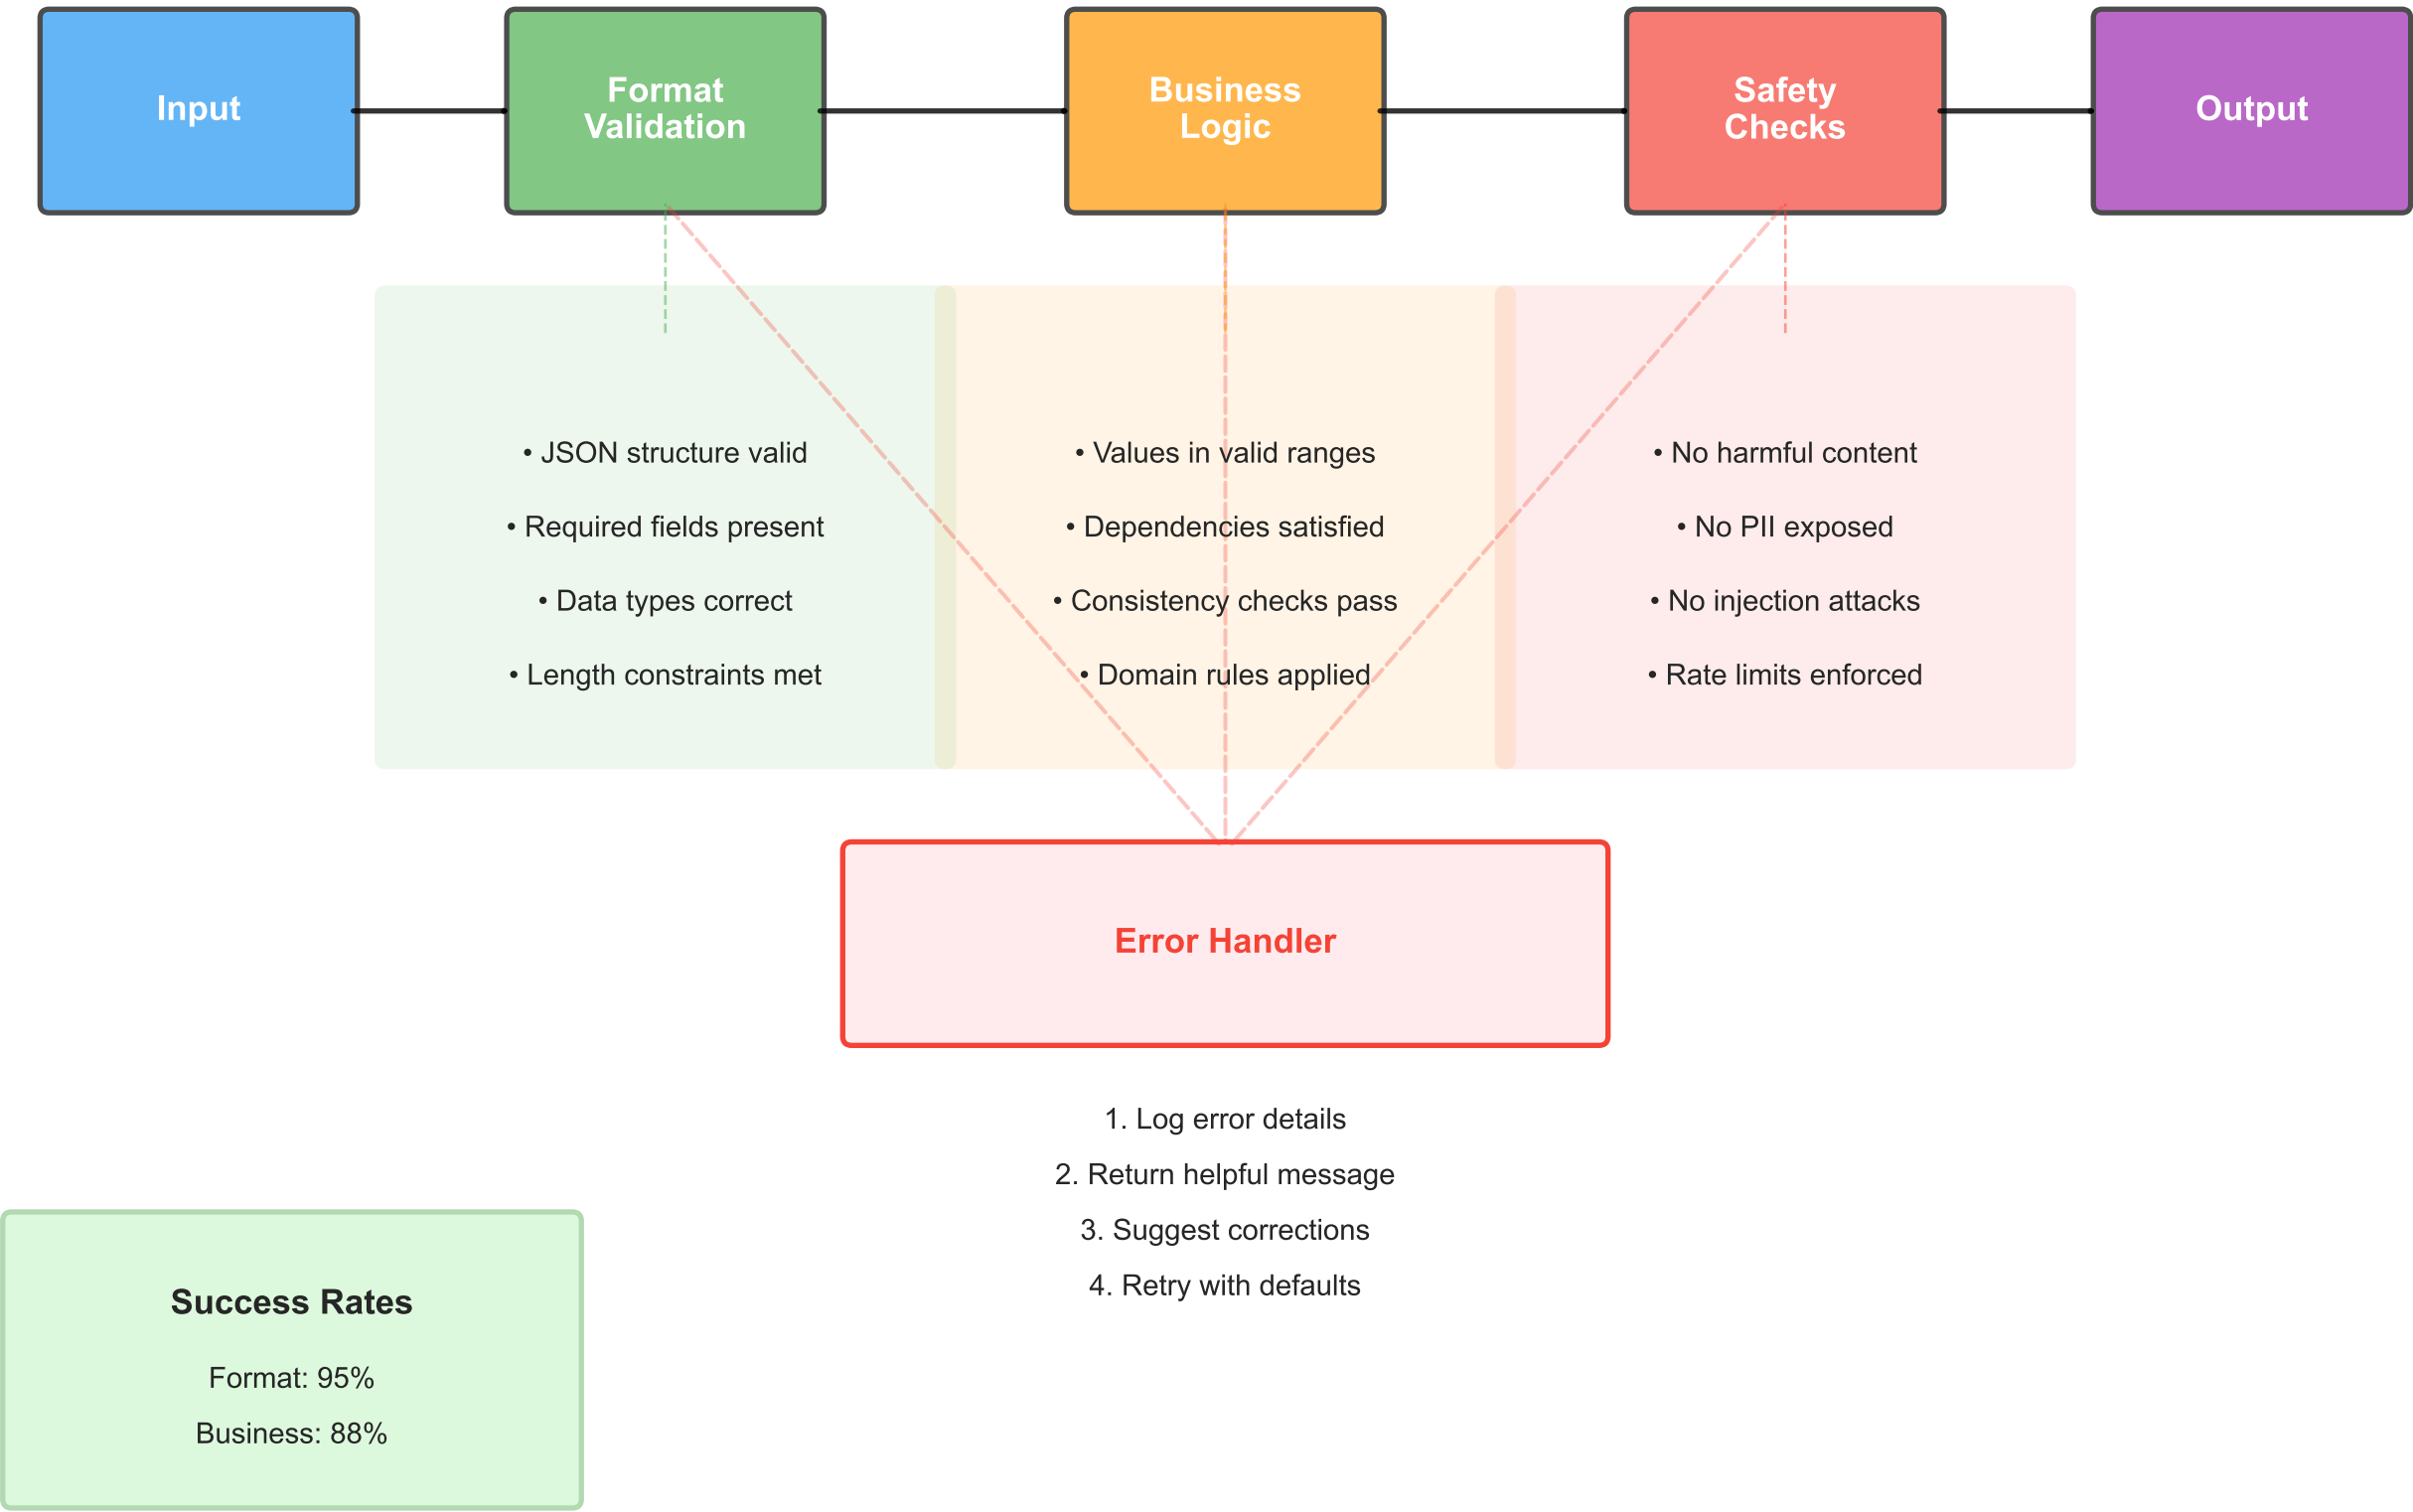 Input
Format
Validation
Business
Logic
Safety
Checks
Output
• JSON structure valid
• Required fields present
• Data types correct
• Length constraints met
• Values in valid ranges
• Dependencies satisfied
• Consistency checks pass
• Domain rules applied
• No harmful content
• No PII exposed
• No injection attacks
• Rate limits enforced
Error Handler
1. Log error details
2. Return helpful message
3. Suggest corrections
4. Retry with defaults
Success Rates
Format: 95%
Business: 88%